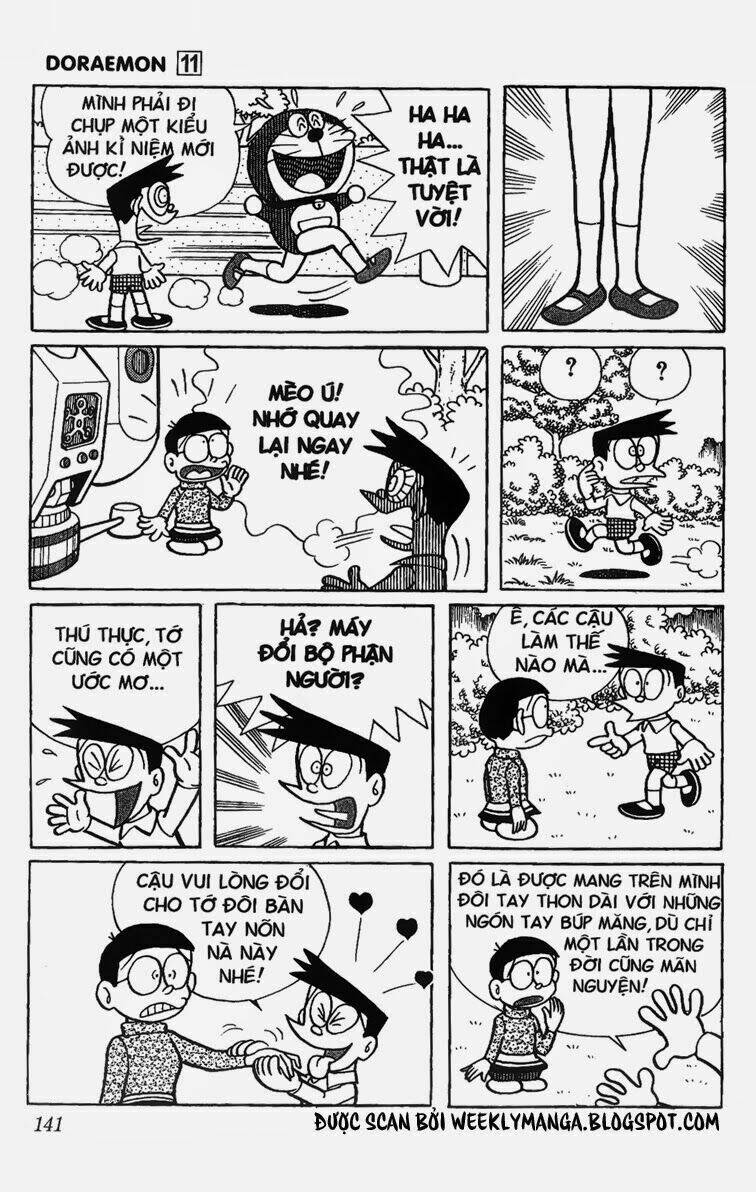 DORAEMON 11
MÌNH PHẢI ĐI
CHỤP MỘT KIỂU
ẢNH KỈ NIỆM MỚI
ĐƯỢC!
HA HA
HA...
THẬT LÀ
TUYỆT
VỜI!
MÈO Ú!
NHỚ QUAY
LẠI NGAY
NHÉ!
?
?
THÚ THỰC, TỚ
CŨNG CÓ MỘT
ƯỚC MƠ...
HẢ? MÁY
ĐỔI BỘ PHẬN
NGƯỜI?
Ê, CÁC CẬU
LÀM THẾ
NÀO MÀ...
CẬU VUI LÒNG ĐỔI
CHO TỚ ĐÔI BÀN
TAY NÕN
NÀ NÀY
NHÉ!
ĐÓ LÀ ĐƯỢC MANG TRÊN MÌNH
ĐÔI TAY THON DÀI VỚI NHỮNG
NGÓN TAY BÚP MĂNG, DÙ CHỈ
MỘT LẦN TRONG
ĐỜI CŨNG MÃN
NGUYỆN!
141
ĐƯỢC SCAN BỞI WEEKLYMANGA.BLOGSPOT.COM